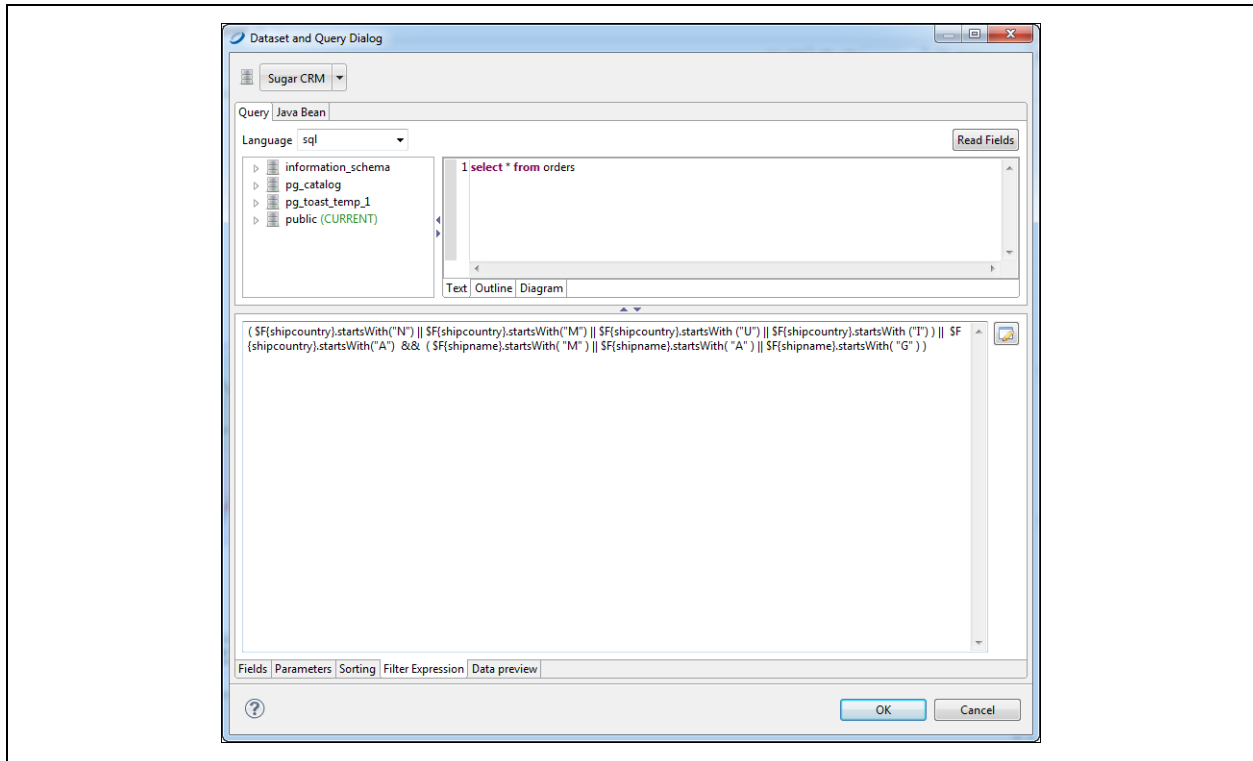 Dataset and Query Dialog
Sugar CRM
Query Java Bean
Language sql Read Fields
information_schema
pg_catalog
pg_toast_temp_1
public (CURRENT)
1 select * from orders
Text Outline Diagram
( $F{shipcountry}.startsWith("N") || $F{shipcountry}.startsWith("M") || $F{shipcountry}.startsWith ("U") || $F{shipcountry}.startsWith ("I") ) || $F
{shipcountry}.startsWith("A") && ( $F{shipname}.startsWith( "M" ) || $F{shipname}.startsWith( "A" ) || $F{shipname}.startsWith( "G" ) )
Fields Parameters Sorting Filter Expression Data preview
? OK Cancel